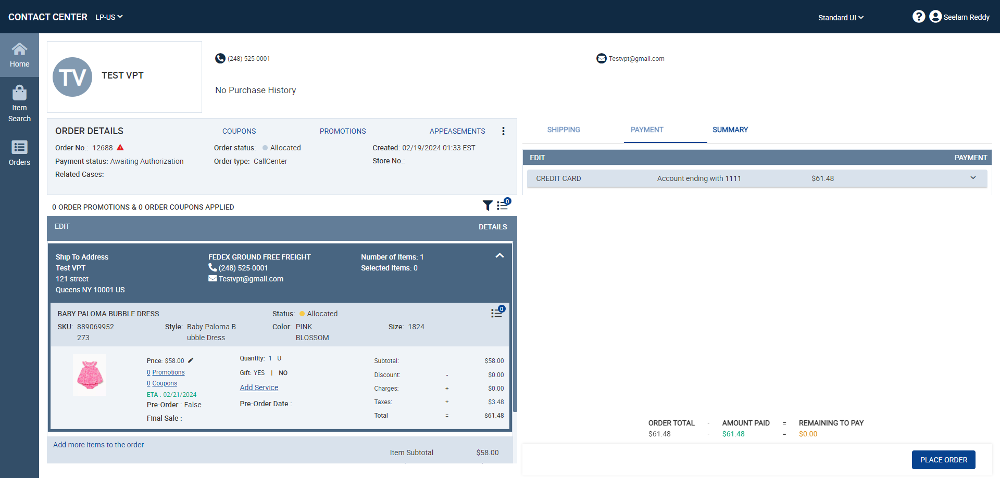 CONTACT CENTER LP-US
Standard UI
Seelam Reddy
Home
Item
Search
Orders
TV TEST VPT
(248) 525-0001
Testvpt@gmail.com
No Purchase History
ORDER DETAILS COUPONS PROMOTIONS APPEASEMENTS
Order No.: 12688 Order status: Allocated Created: 02/19/2024 01:33 EST
Payment status: Awaiting Authorization Order type: CallCenter Store No.:
Related Cases:
0 ORDER PROMOTIONS & 0 ORDER COUPONS APPLIED 0
EDIT DETAILS
Ship To Address FEDEX GROUND FREE FREIGHT Number of Items: 1
Test VPT (248) 525-0001 Selected Items: 0
121 street Testvpt@gmail.com
Queens NY 10001 US
BABY PALOMA BUBBLE DRESS Status: Allocated 0
SKU: 889069952 Style: Baby Paloma B Color: PINK Size: 1824
273 ubble Dress BLOSSOM
Price: $58.00 Quantity: 1 U Subtotal: $58.00
0 Promotions Gift: YES | NO Discount: - $0.00
0 Coupons Add Service Charges: + $0.00
ETA : 02/21/2024 Taxes: + $3.48
Pre-Order : False Pre-Order Date :
Final Sale : Total = $61.48
Add more items to the order
Item Subtotal $58.00
SHIPPING PAYMENT SUMMARY
EDIT PAYMENT
CREDIT CARD Account ending with 1111 $61.48
ORDER TOTAL - AMOUNT PAID = REMAINING TO PAY
$61.48 - $61.48 = $0.00
PLACE ORDER